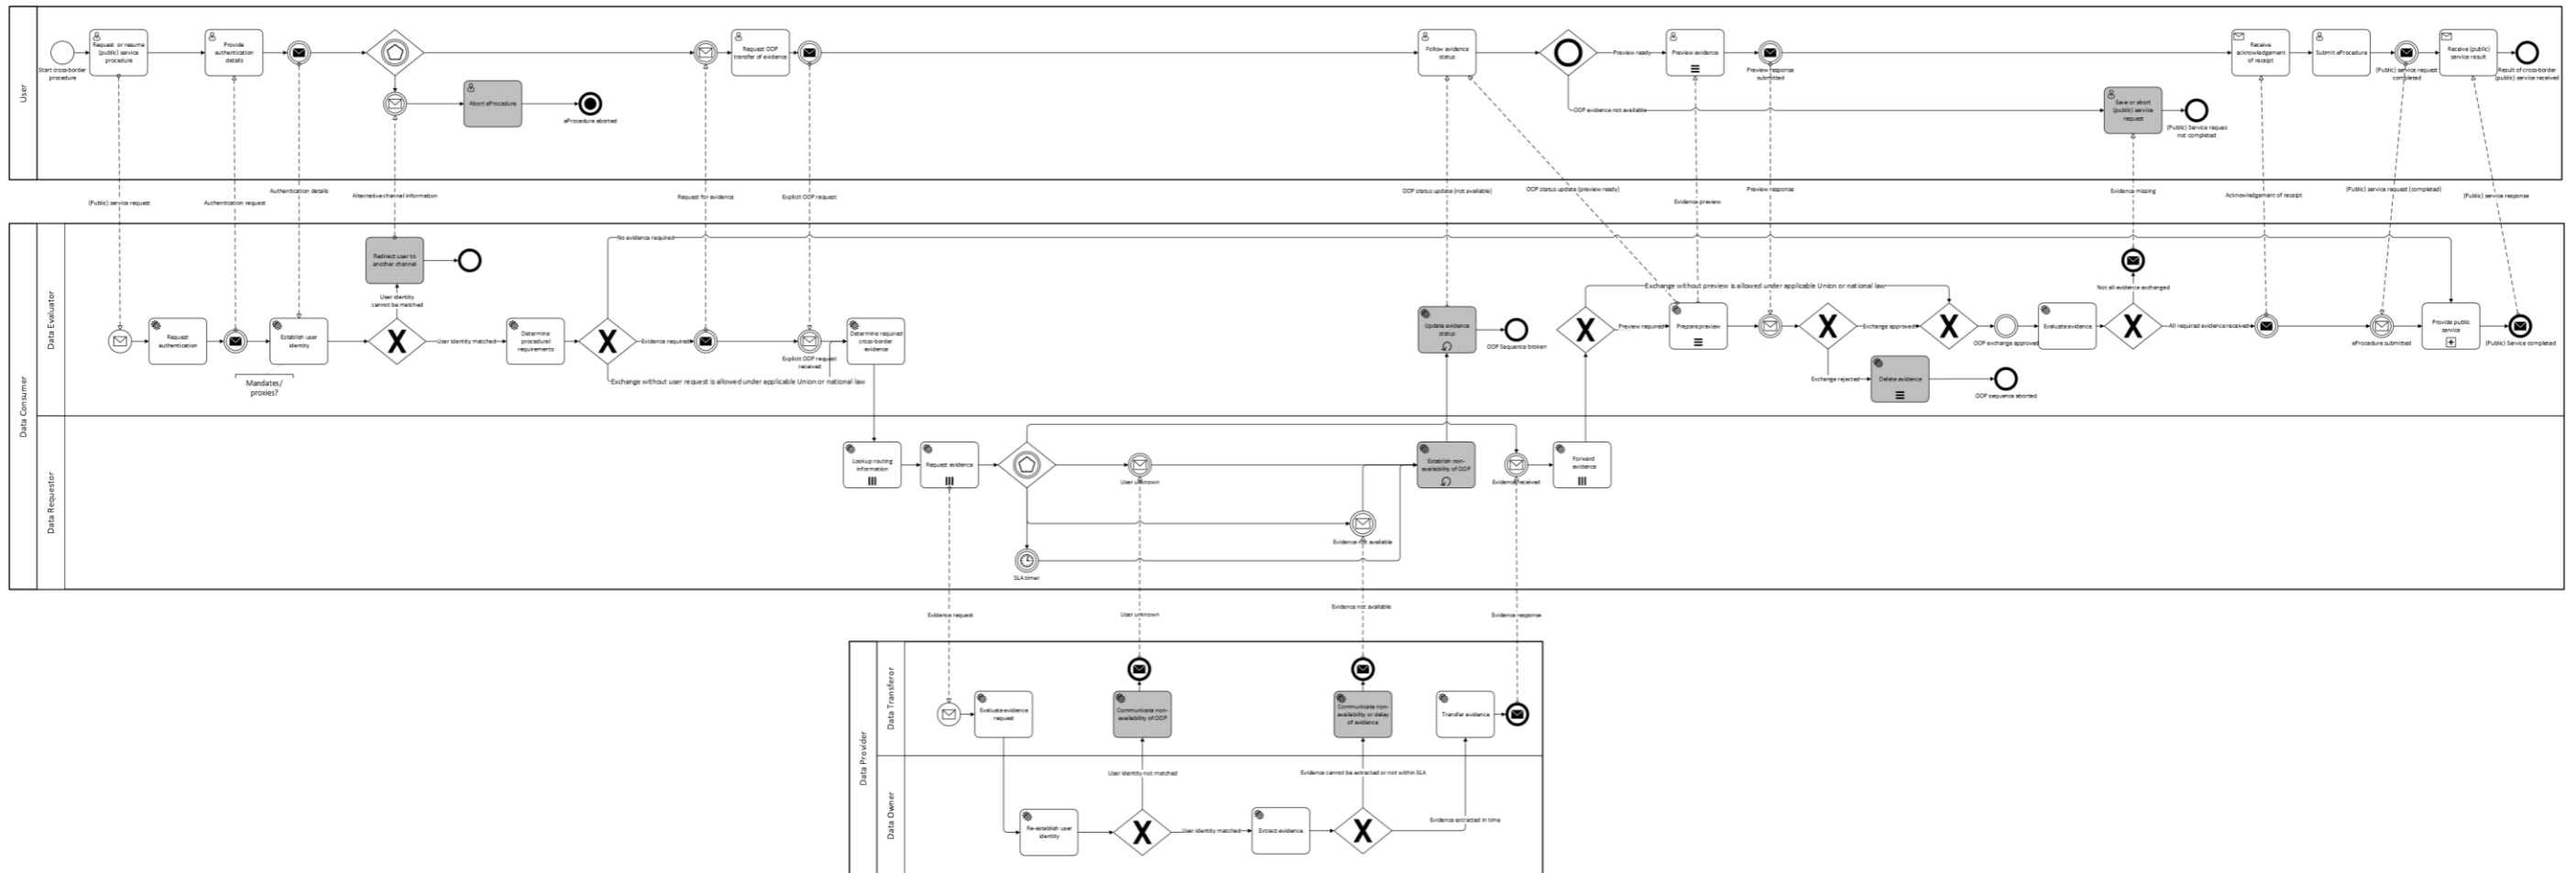 User
Start cross-border
procedure
Request or resume
(public) service
procedure
Provide
authentication
details
Request OOP
transfer of evidence
Follow evidence
status
Preview ready
Preview evidence
Preview response
submitted
Receive
acknowledgement
of receipt
Submit eProcedure
(Public) service request
completed
Receive (public)
service result
Result of cross-border
(public) service received
Abort eProcedure
eProcedure aborted
OOP evidence not available
Save or abort
(public) service
request
(Public) Service reques
not completed
(Public) service request
Authentication request
Authentication details
Alternative channel information
Request for evidence
Explicit OOP request
OOP status update (not available)
OOP status update (preview ready)
Evidence preview
Preview response
Evidence missing
Acknowledgement of receipt
(Public) service request (completed)
(Public) service response
Data Consumer
Data Evaluator
Redirect user to
another channel
User identity
cannot be matched
No evidence required
Request
authentication
Establish user
identity
Mandates/
proxies?
User identity matched
Determine
procedural
requirements
Evidence required
Explicit OOP request
received
Exchange without user request is allowed under applicable Union or national law
Determine required
cross-border
evidence
Update evidence
status
OOP Sequence broken
Exchange without preview is allowed under applicable Union or national law
Preview required
Prepare preview
Exchange approved
Exchange rejected
Delete evidence
OOP sequence aborted
OOP exchange approved
Evaluate evidence
Not all evidence exchanged
All required evidence received
eProcedure submitted
Provide public
service
(Public) Service completed
Data Requestor
Lookup routing
information
Request evidence
User unknown
Evidence not available
SLA timer
Establish non-
availability of OOP
Evidence received
Forward
evidence
Evidence request
User unknown
Evidence not available
Evidence response
Data Provider
Data Transferor
Evaluate evidence
request
Communicate non-
availability of OOP
Communicate non-
availability or delay
of evidence
Transfer evidence
Data Owner
User identity not matched
Evidence cannot be extracted or not within SLA
Evidence extracted in time
Re-establish user
identity
User identity matched
Extract evidence